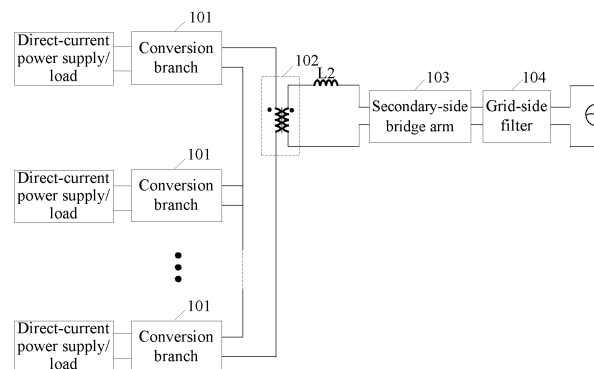 101
Direct-current
power supply/
load
Conversion
branch
102
L2
103
Secondary-side
bridge arm
104
Grid-side
filter
101
Direct-current
power supply/
load
Conversion
branch
101
Direct-current
power supply/
load
Conversion
branch